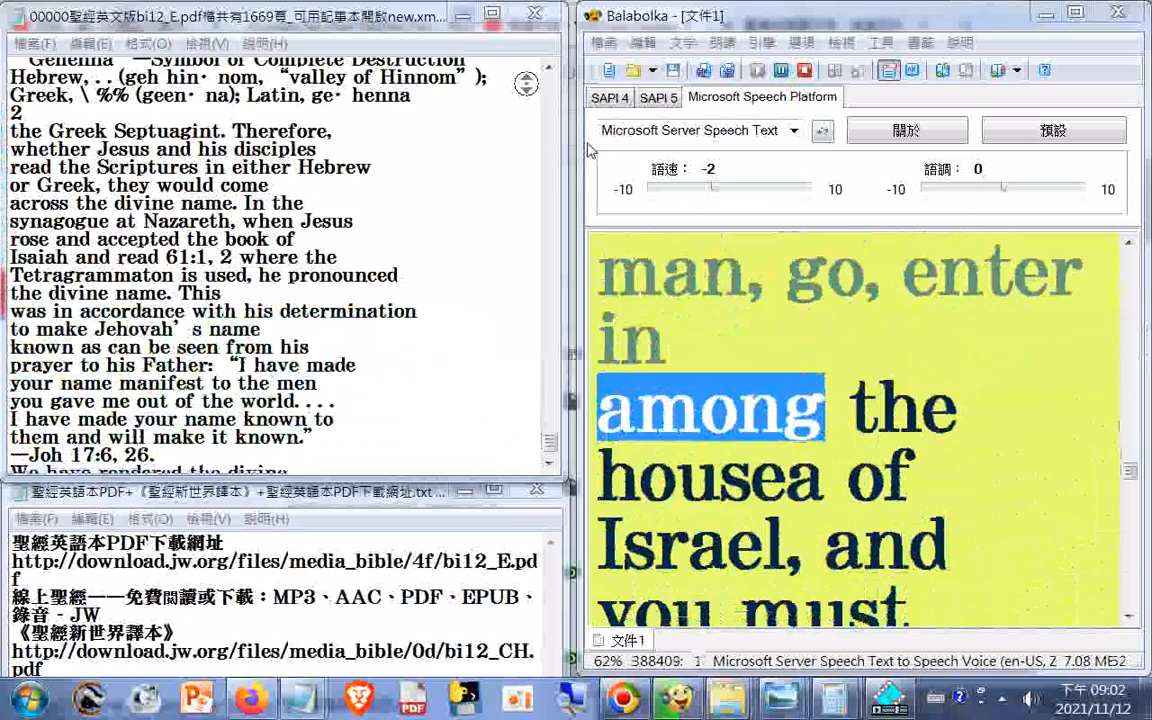 00000聖經英文版bi12_E.pdf檔共有1669頁_可用記事本開啟new.xm...
檔案(F) 編輯(E) 格式(O) 檢視(V) 說明(H)
"Gehenna"—Symbol of Complete Destruction
Hebrew, . . (geh hin· nom, "valley of Hinnom");
Greek, \ %% (geen· na); Latin, ge· henna
2
the Greek Septuagint. Therefore,
whether Jesus and his disciples
read the Scriptures in either Hebrew
or Greek, they would come
across the divine name. In the
synagogue at Nazareth, when Jesus
rose and accepted the book of
Isaiah and read 61:1, 2 where the
Tetragrammaton is used, he pronounced
the divine name. This
was in accordance with his determination
to make Jehovah's name
known as can be seen from his
prayer to his Father: "I have made
your name manifest to the men
you gave me out of the world. . . .
I have made your name known to
them and will make it known."
—Joh 17:6, 26.
We have rendered the divine
聖經英語本PDF+《聖經新世界譯本》+聖經英語本PDF下載網址.txt ...
檔案(F) 編輯(E) 格式(O) 檢視(V) 說明(H)
聖經英語本PDF下載網址
http://download.jw.org/files/media_bible/4f/bi12_E.pd
f
線上聖經——免費閱讀或下載：MP3、AAC、PDF、EPUB、
錄音 - JW
《聖經新世界譯本》
http://download.jw.org/files/media_bible/0d/bi12_CH.
pdf
Balabolka - [文件1]
檔案 編輯 文字 朗讀 引擎 選項 檢視 工具 書籤 說明
SAPI 4 SAPI 5 Microsoft Speech Platform
Microsoft Server Speech Text 關於 預設
語速： -2 語調： 0
-10 10 -10 10
man, go, enter
in
among the
housea of
Israel, and
you must
文件1
62% 388409: 1 Microsoft Server Speech Text to Speech Voice (en-US, Z 7.08 MB
下午 09:02
2021/11/12